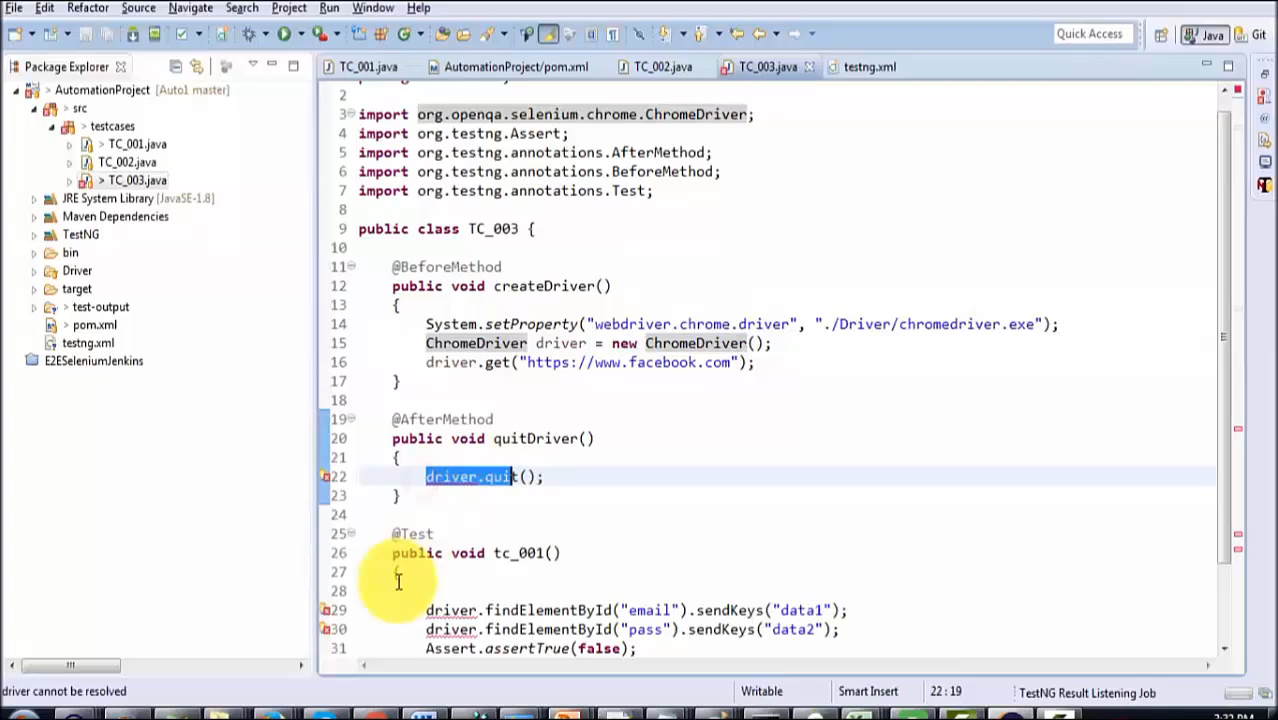 File Edit Refactor Source Navigate Search Project Run Window Help
Quick Access Java Git
Package Explorer TC_001.java AutomationProject/pom.xml TC_002.java TC_003.java testng.xml
> AutomationProject [Auto1 master]
> src
> testcases
> TC_001.java
TC_002.java
> TC_003.java
JRE System Library [JavaSE-1.8]
Maven Dependencies
TestNG
bin
Driver
target
> test-output
> pom.xml
testng.xml
E2ESeleniumJenkins
2
3 import org.openqa.selenium.chrome.ChromeDriver;
4 import org.testng.Assert;
5 import org.testng.annotations.AfterMethod;
6 import org.testng.annotations.BeforeMethod;
7 import org.testng.annotations.Test;
8
9 public class TC_003 {
10
11 @BeforeMethod
12 public void createDriver()
13 {
14 System.setProperty("webdriver.chrome.driver", "./Driver/chromedriver.exe");
15 ChromeDriver driver = new ChromeDriver();
16 driver.get("https://www.facebook.com");
17 }
18
19 @AfterMethod
20 public void quitDriver()
21 {
22 driver.quit();
23 }
24
25 @Test
26 public void tc_001()
27 {
28
29 driver.findElementById("email").sendKeys("data1");
30 driver.findElementById("pass").sendKeys("data2");
31 Assert.assertTrue(false);
driver cannot be resolved Writable Smart Insert 22 : 19 TestNG Result Listening Job